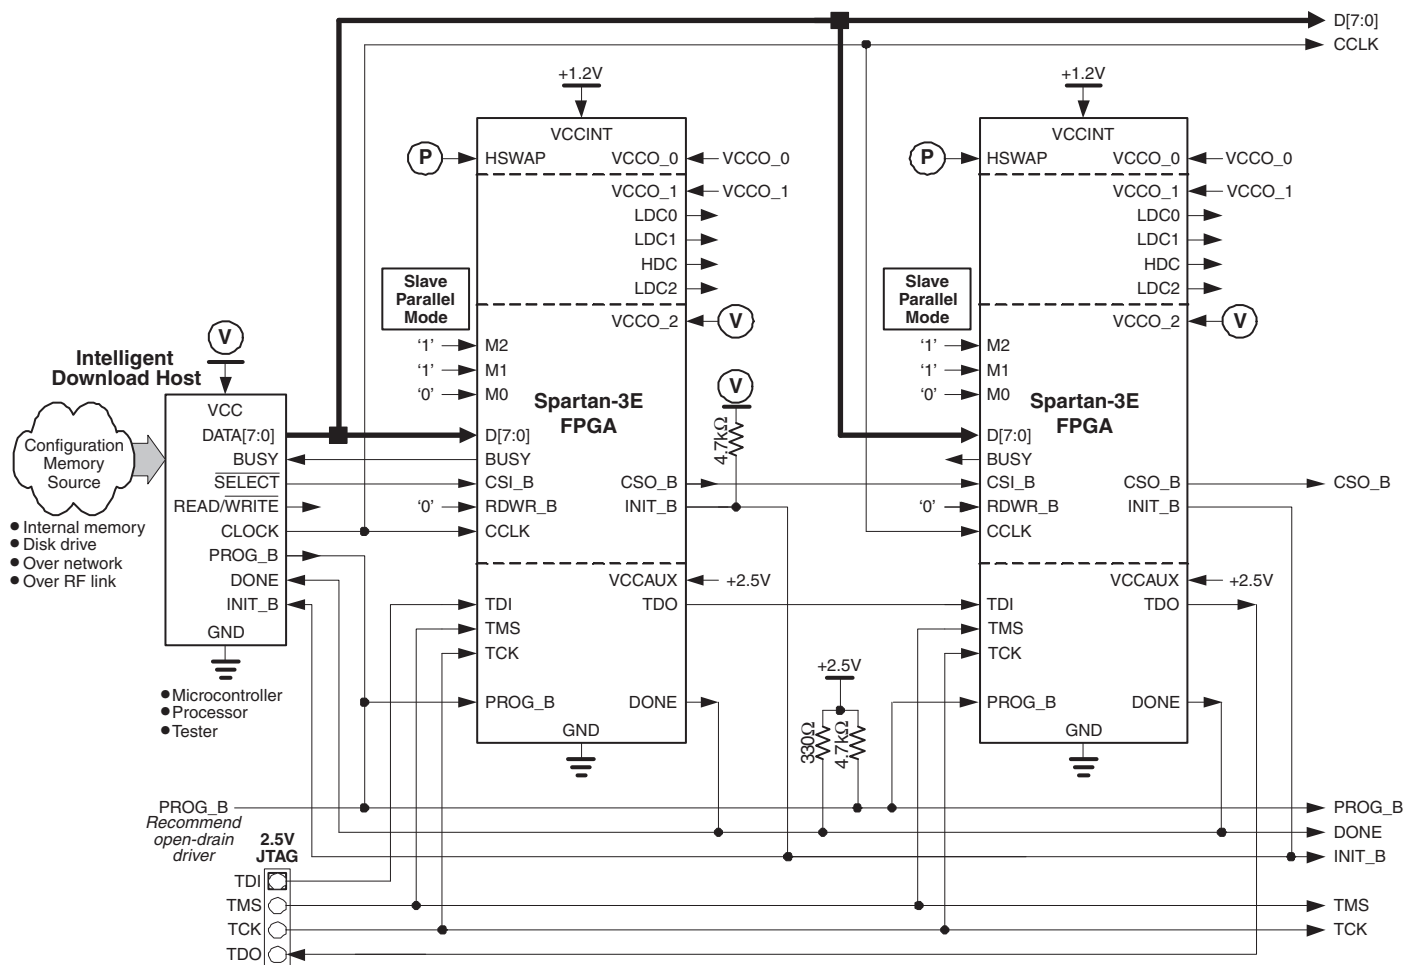 D[7:0]
CCLK
+1.2V
+1.2V
VCCINT
P
HSWAP
VCCO_0
VCCO_0
VCCO_1
VCCO_1
LDC0
LDC1
HDC
LDC2
Slave
Parallel
Mode
VCCO_2
V
'1'
M2
'1'
M1
'0'
M0
Spartan-3E
FPGA
D[7:0]
BUSY
CSI_B
CSO_B
'0'
RDWR_B
INIT_B
CCLK
VCCAUX
+2.5V
TDI
TDO
TMS
TCK
PROG_B
DONE
GND
V
4.7kΩ
VCCINT
P
HSWAP
VCCO_0
VCCO_0
VCCO_1
VCCO_1
LDC0
LDC1
HDC
LDC2
Slave
Parallel
Mode
VCCO_2
V
'1'
M2
'1'
M1
'0'
M0
Spartan-3E
FPGA
D[7:0]
BUSY
CSI_B
CSO_B
CSO_B
'0'
RDWR_B
INIT_B
CCLK
VCCAUX
+2.5V
TDI
TDO
TMS
TCK
PROG_B
DONE
GND
+2.5V
330Ω
4.7kΩ
V
Intelligent
Download Host
VCC
DATA[7:0]
BUSY
SELECT
READ/WRITE
CLOCK
PROG_B
DONE
INIT_B
GND
Configuration
Memory
Source
● Internal memory
● Disk drive
● Over network
● Over RF link
● Microcontroller
● Processor
● Tester
PROG_B
Recommend
open-drain
driver
2.5V
JTAG
TDI
TMS
TCK
TDO
PROG_B
DONE
INIT_B
TMS
TCK